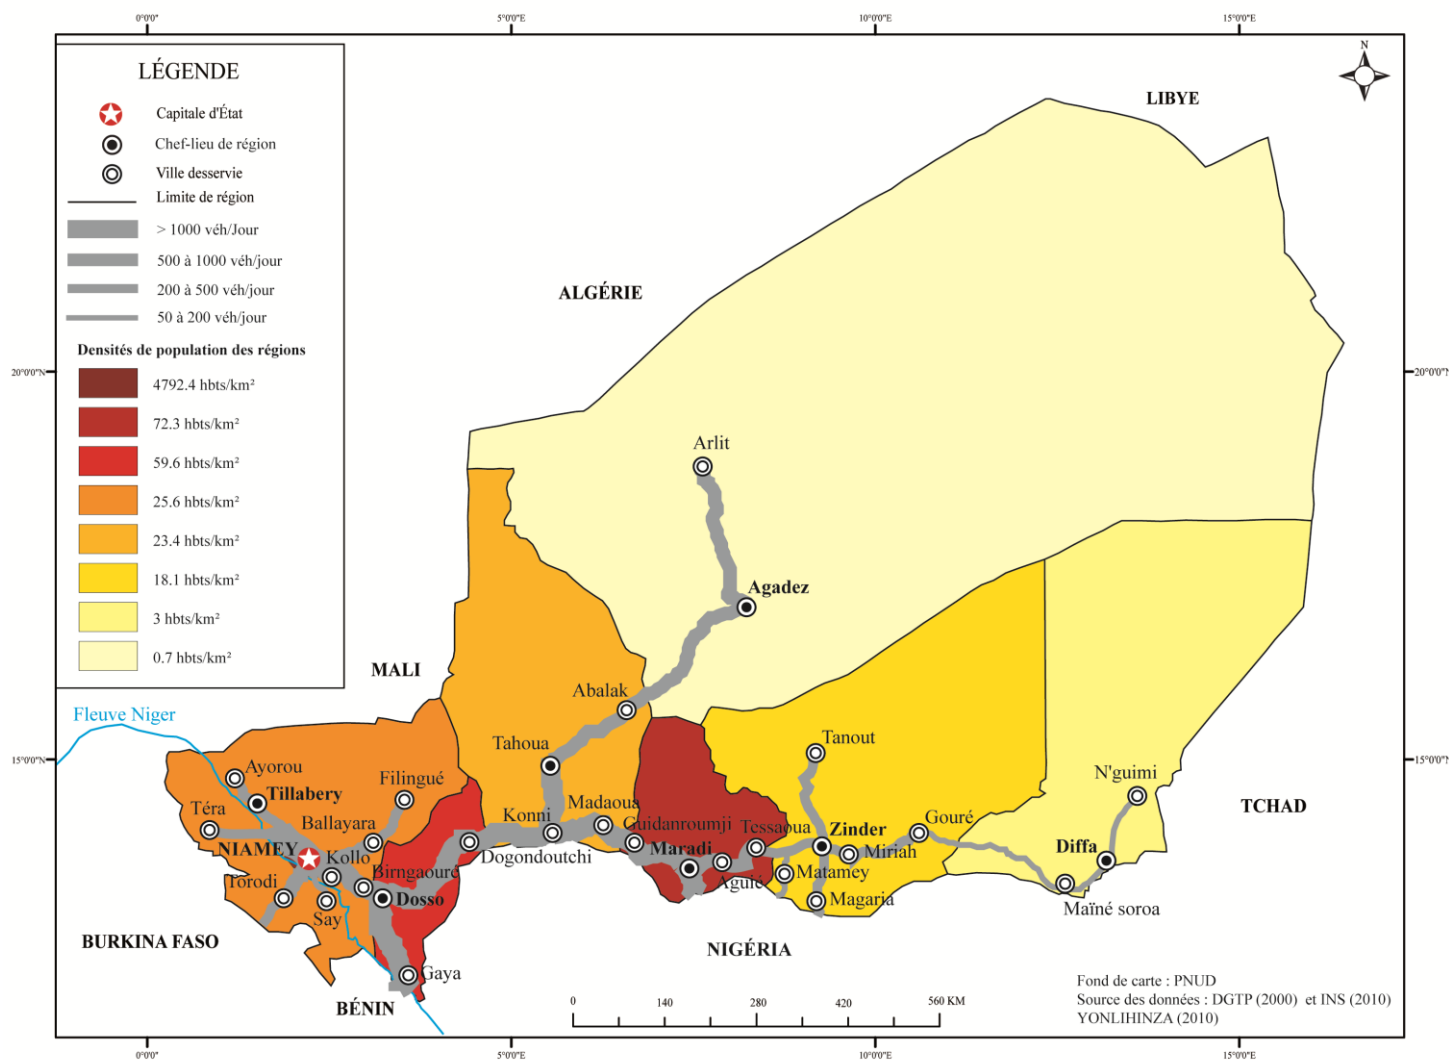 0°0'0"
5°0'0"E
10°0'0"E
15°0'0"E
N
LÉGENDE
Capitale d'État
Chef-lieu de région
Ville desservie
Limite de région
> 1000 véh/Jour
500 à 1000 véh/jour
200 à 500 véh/jour
50 à 200 véh/jour
Densités de population des régions
4792.4 hbts/km²
72.3 hbts/km²
59.6 hbts/km²
25.6 hbts/km²
23.4 hbts/km²
18.1 hbts/km²
3 hbts/km²
0.7 hbts/km²
LIBYE
ALGÉRIE
20°0'0"N
20°0'0"N
Arlit
Agadez
MALI
Abalak
Fleuve Niger
Tahoua
Tanout
15°0'0"N
15°0'0"N
Ayorou
Filingué
N'guimi
Tillabery
Téra
Madaoua
TCHAD
Ballayara
Konni
Guidanroumji
Tessaoua
Zinder
Gouré
NIAMEY
Kollo
Dogondoutchi
Maradi
Miriah
Diffa
Birngaouré
Aguié
Matamey
Torodi
Dosso
Magaria
Maïné soroa
Say
BURKINA FASO
NIGÉRIA
Gaya
BÉNIN
0
140
280
420
560 KM
Fond de carte : PNUD
Source des données : DGTP (2000) et INS (2010)
YONLIHINZA (2010)
0°0'0"
5°0'0"E
10°0'0"E
15°0'0"E